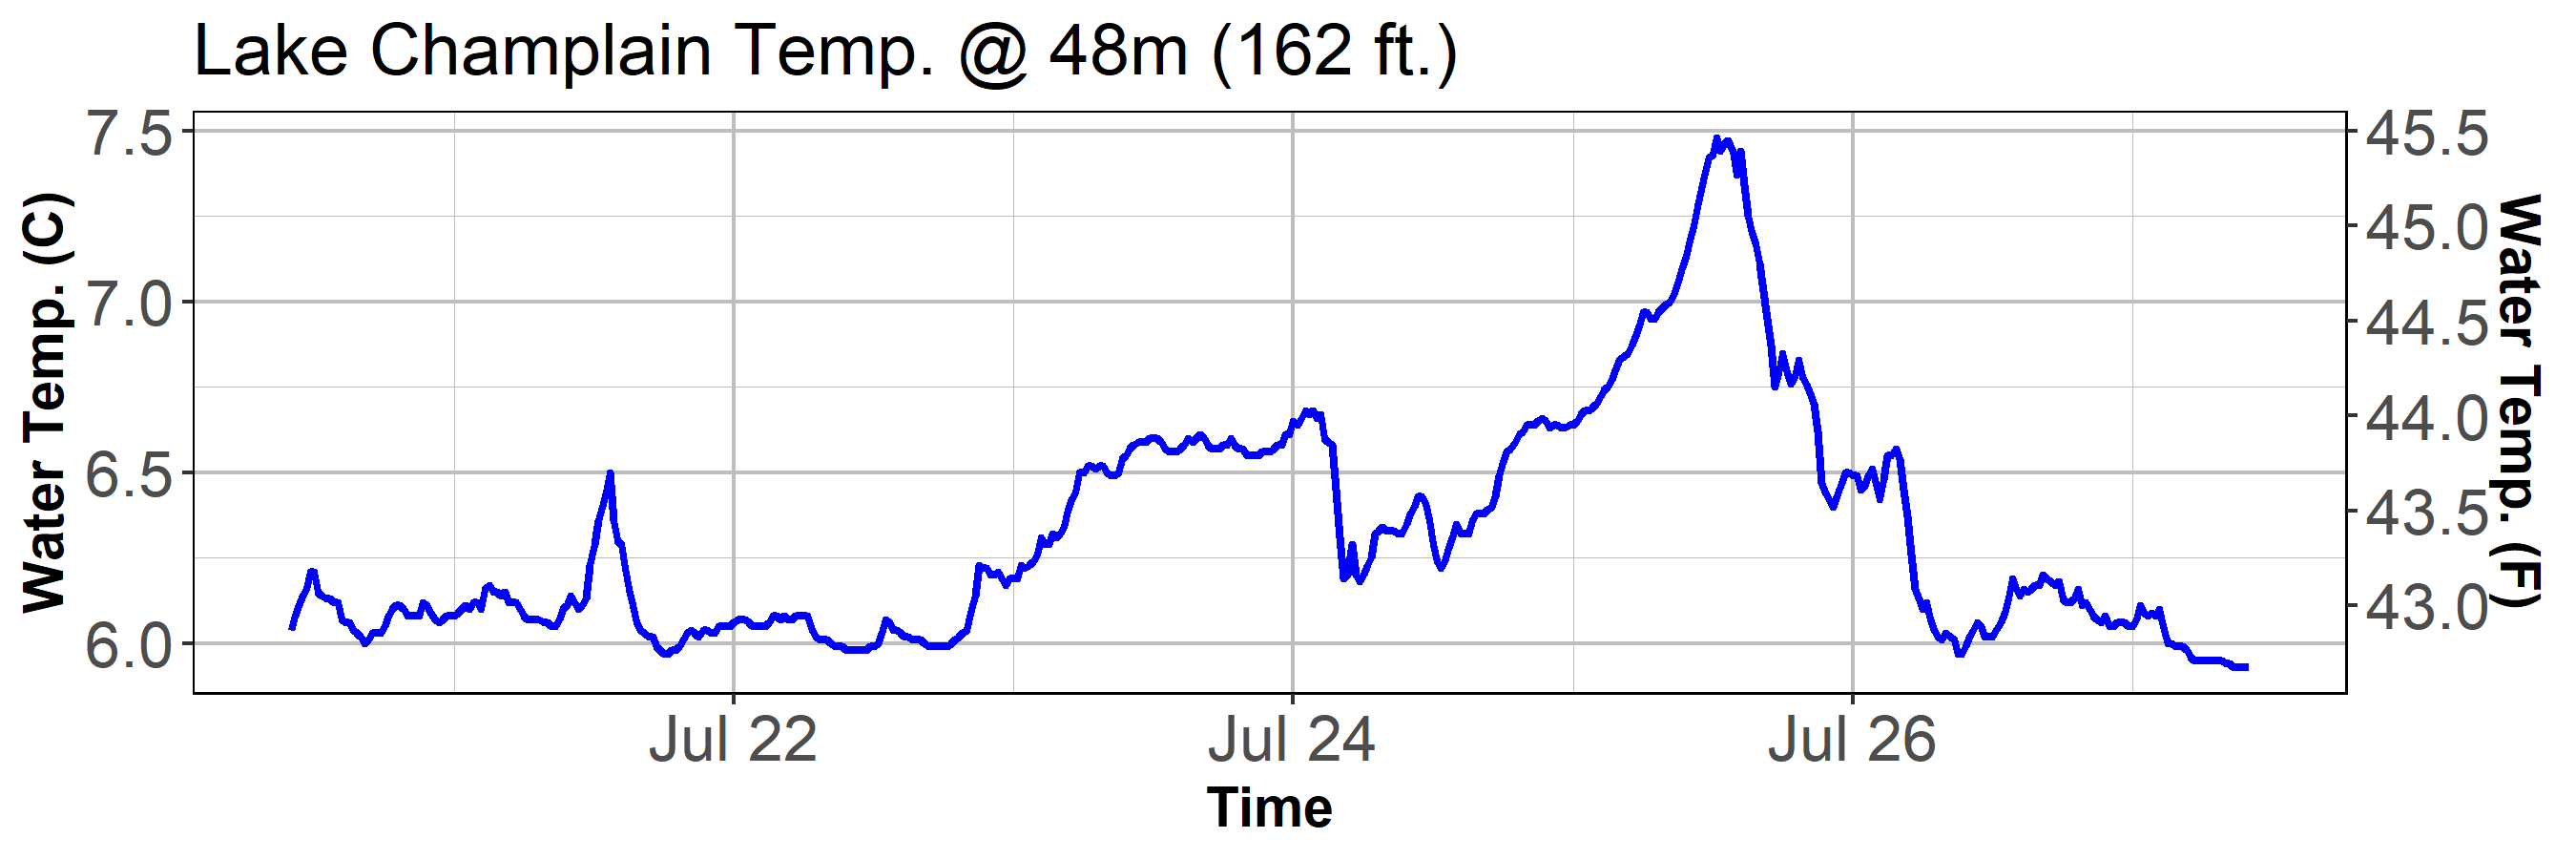 Lake Champlain Temp. @ 48m (162 ft.)
Water Temp. (C)
7.5
7.0
6.5
6.0
45.5
45.0
44.5
44.0
43.5
43.0
Water Temp. (F)
Jul 22 Jul 24 Jul 26
Time